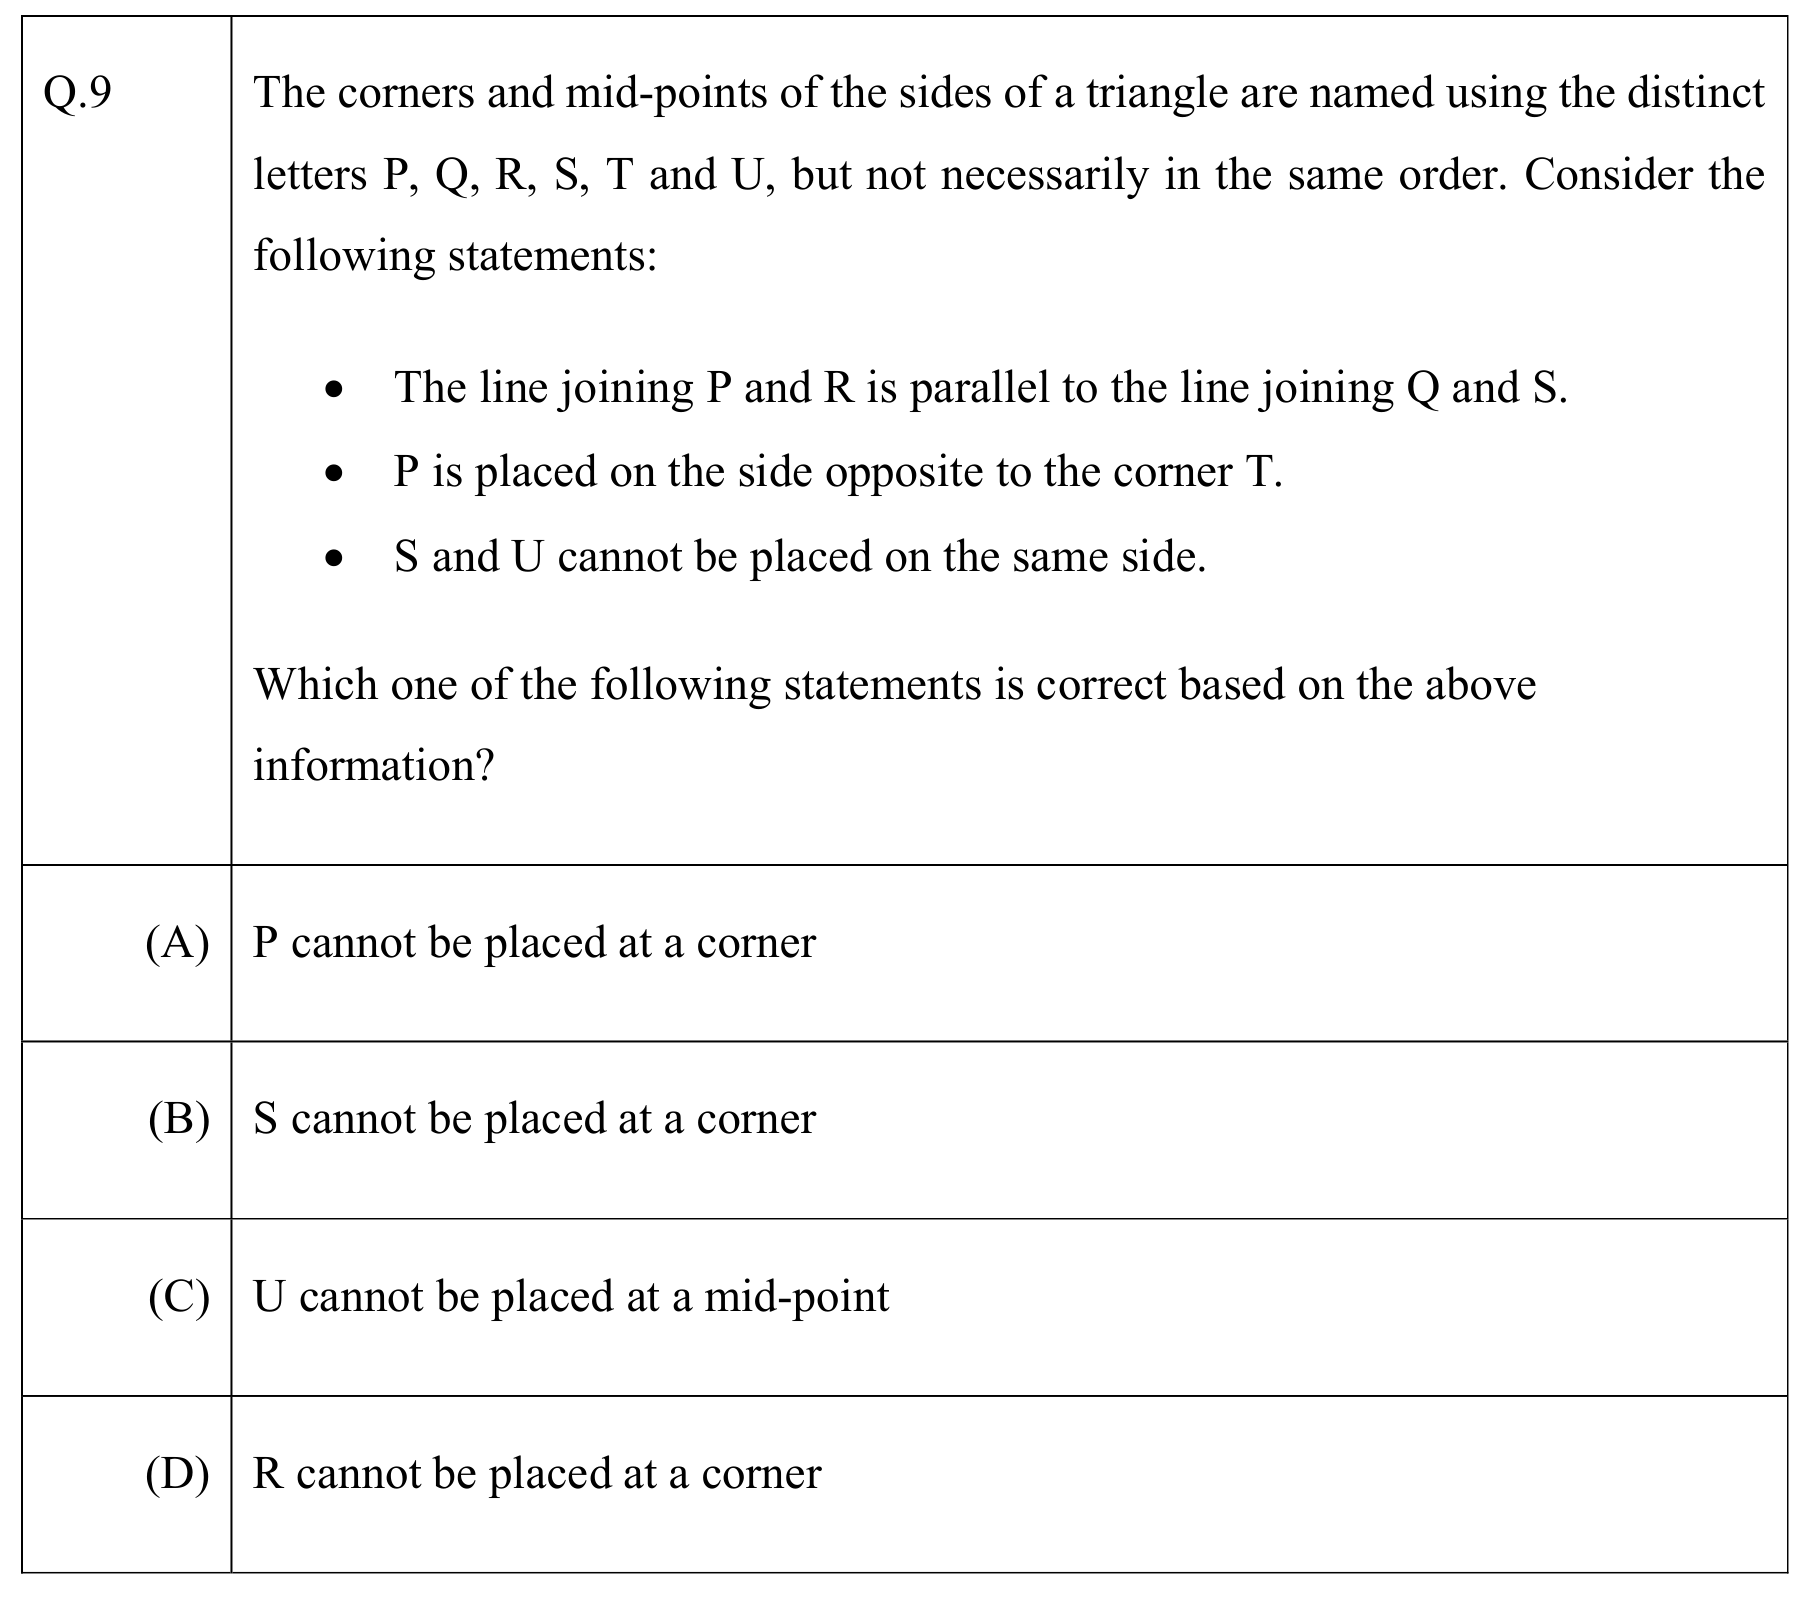 Q.9
The corners and mid-points of the sides of a triangle are named using the distinct
letters P, Q, R, S, T and U, but not necessarily in the same order. Consider the
following statements:
• The line joining P and R is parallel to the line joining Q and S.
• P is placed on the side opposite to the corner T.
• S and U cannot be placed on the same side.
Which one of the following statements is correct based on the above
information?
(A) P cannot be placed at a corner
(B) S cannot be placed at a corner
(C) U cannot be placed at a mid-point
(D) R cannot be placed at a corner